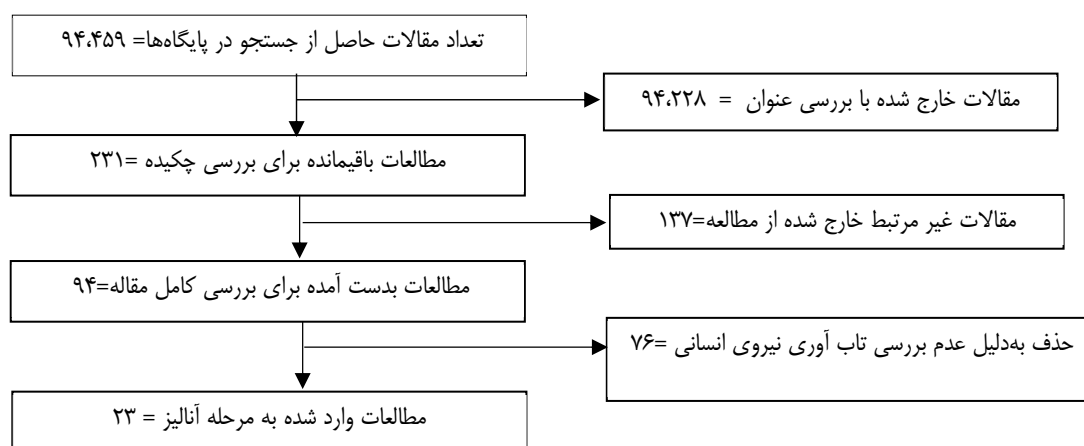 تعداد مقالات حاصل از جستجو در پایگاه‌ها= ۹۴،۴۵۹
مقالات خارج شده با بررسی عنوان = ۹۴،۲۲۸
مطالعات باقیمانده برای بررسی چکیده =۲۳۱
مقالات غیر مرتبط خارج شده از مطالعه=۱۳۷
مطالعات بدست آمده برای بررسی کامل مقاله=۹۴
حذف به‌دلیل عدم بررسی تاب آوری نیروی انسانی =۷۶
مطالعات وارد شده به مرحله آنالیز = ۲۳